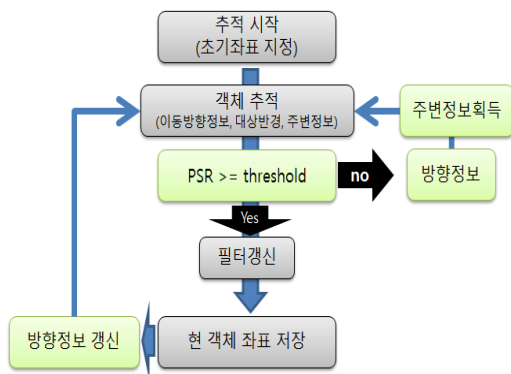 추적 시작
(초기좌표 지정)
객체 추적
(이동방향정보, 대상반경, 주변정보)
주변정보획득
PSR >= threshold
no
방향정보
Yes
필터갱신
방향정보 갱신
현 객체 좌표 저장